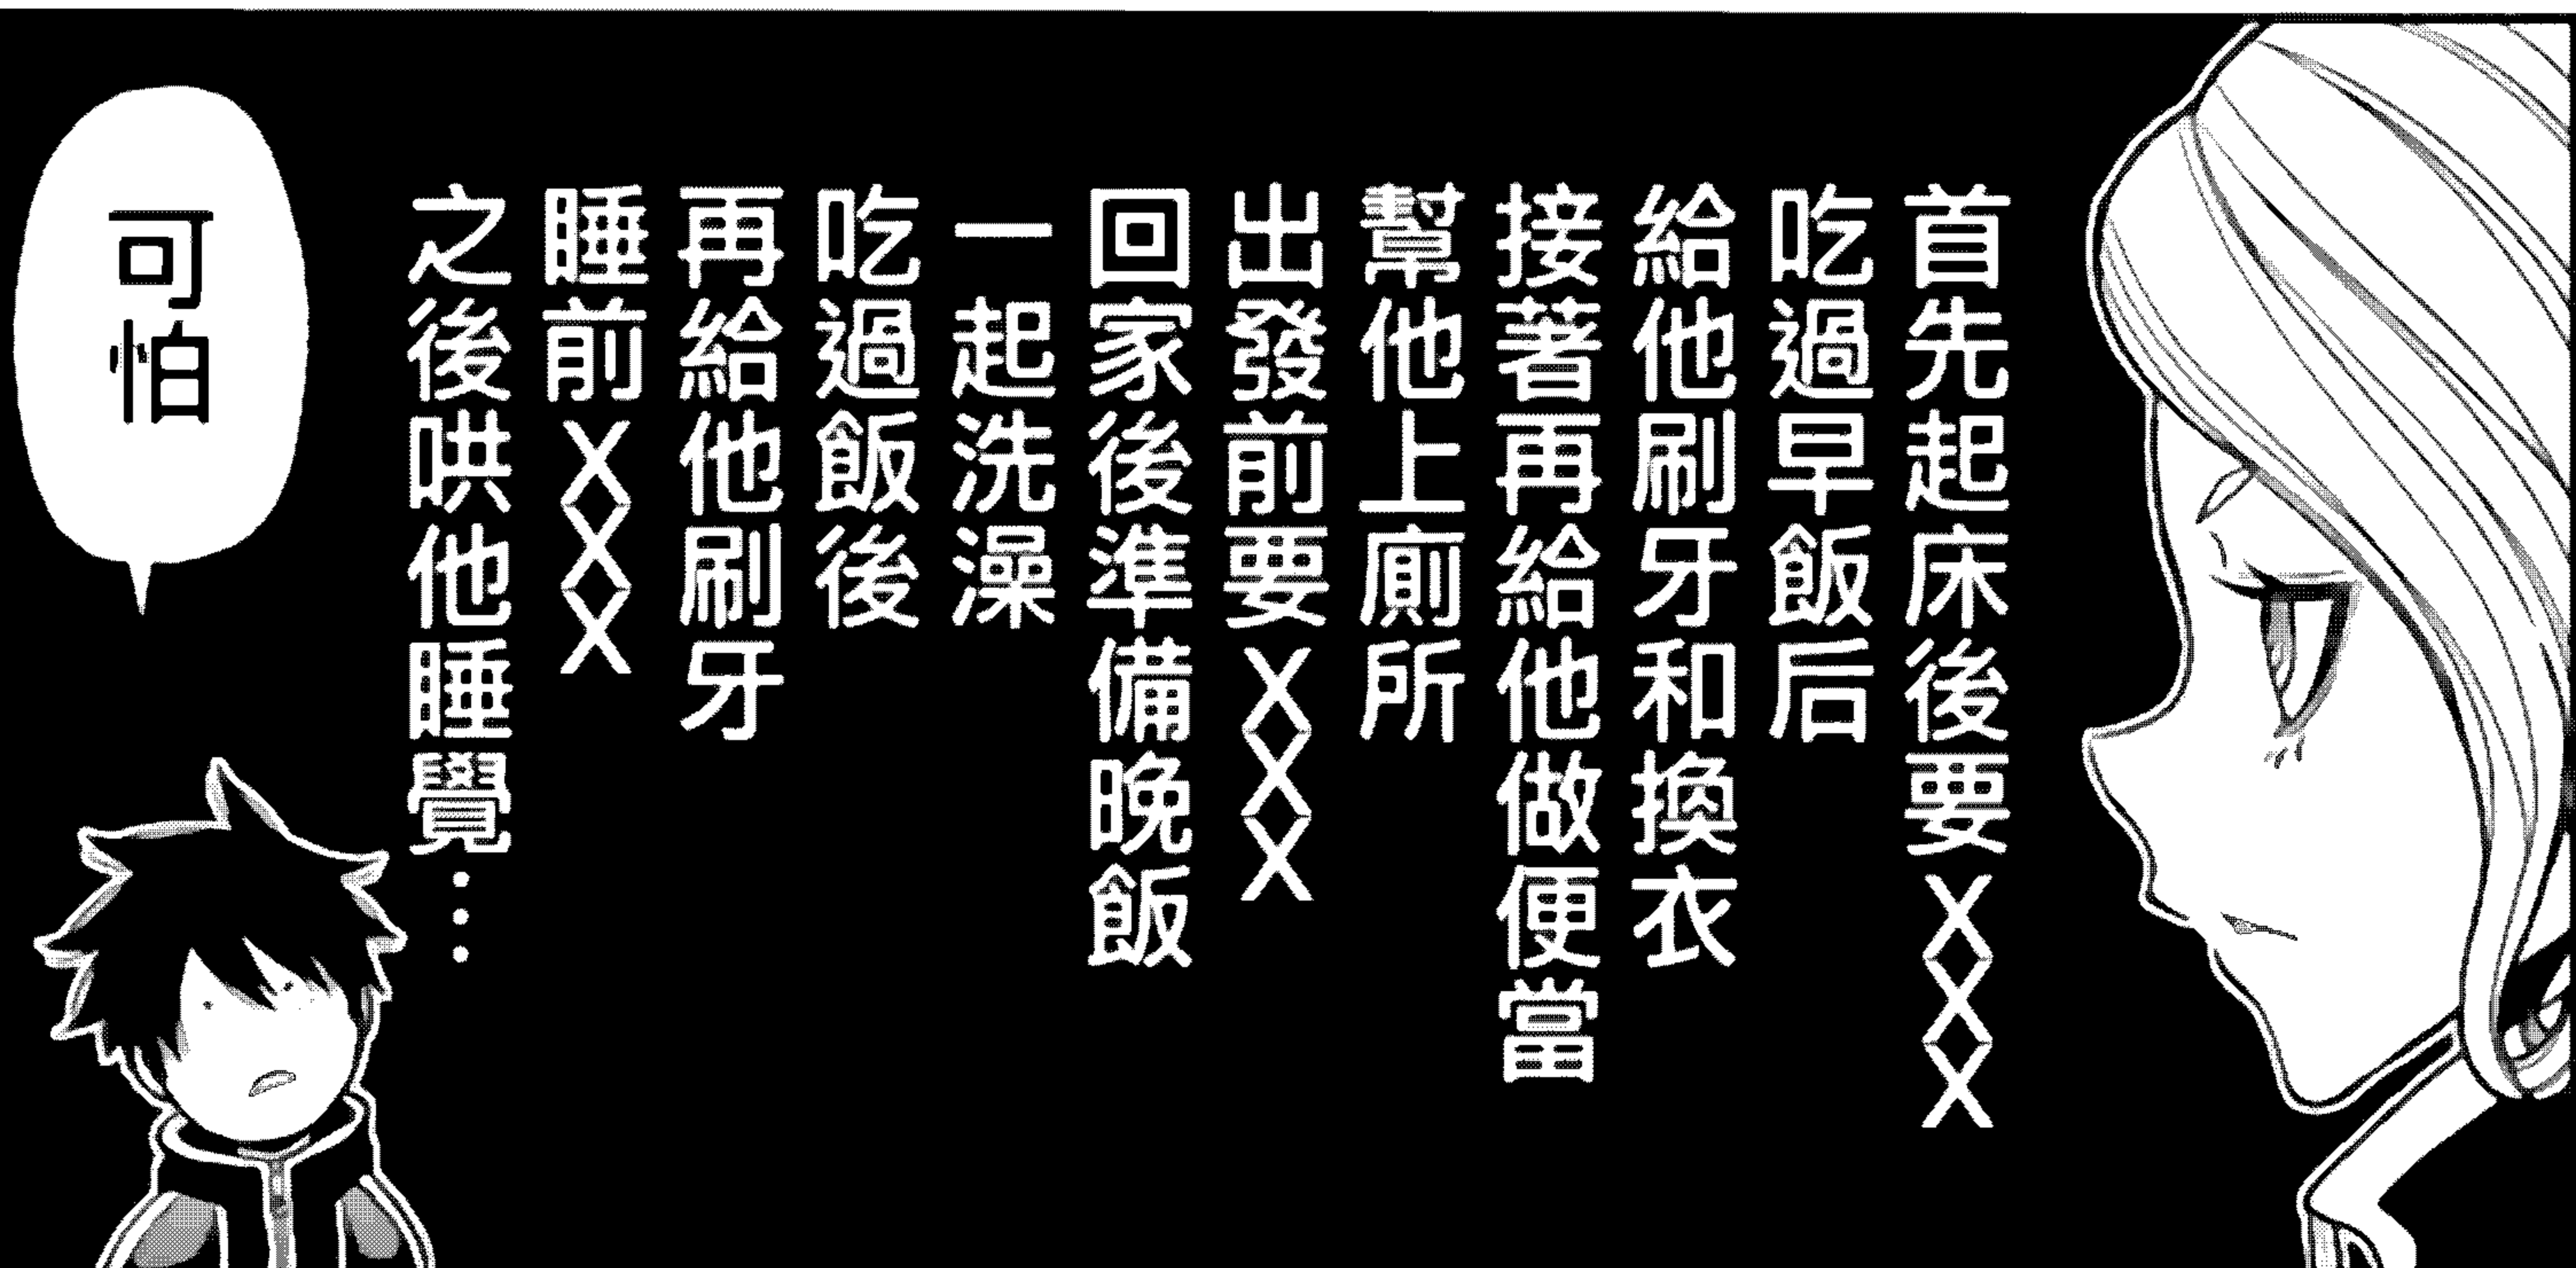 首先起床後要XXX
吃過早飯后
給他刷牙和換衣
接著再給他做便當
幫他上廁所
出發前要XXX
回家後準備晚飯
一起洗澡
吃過飯後
再給他刷牙
睡前XXX
之後哄他睡覺…
可怕